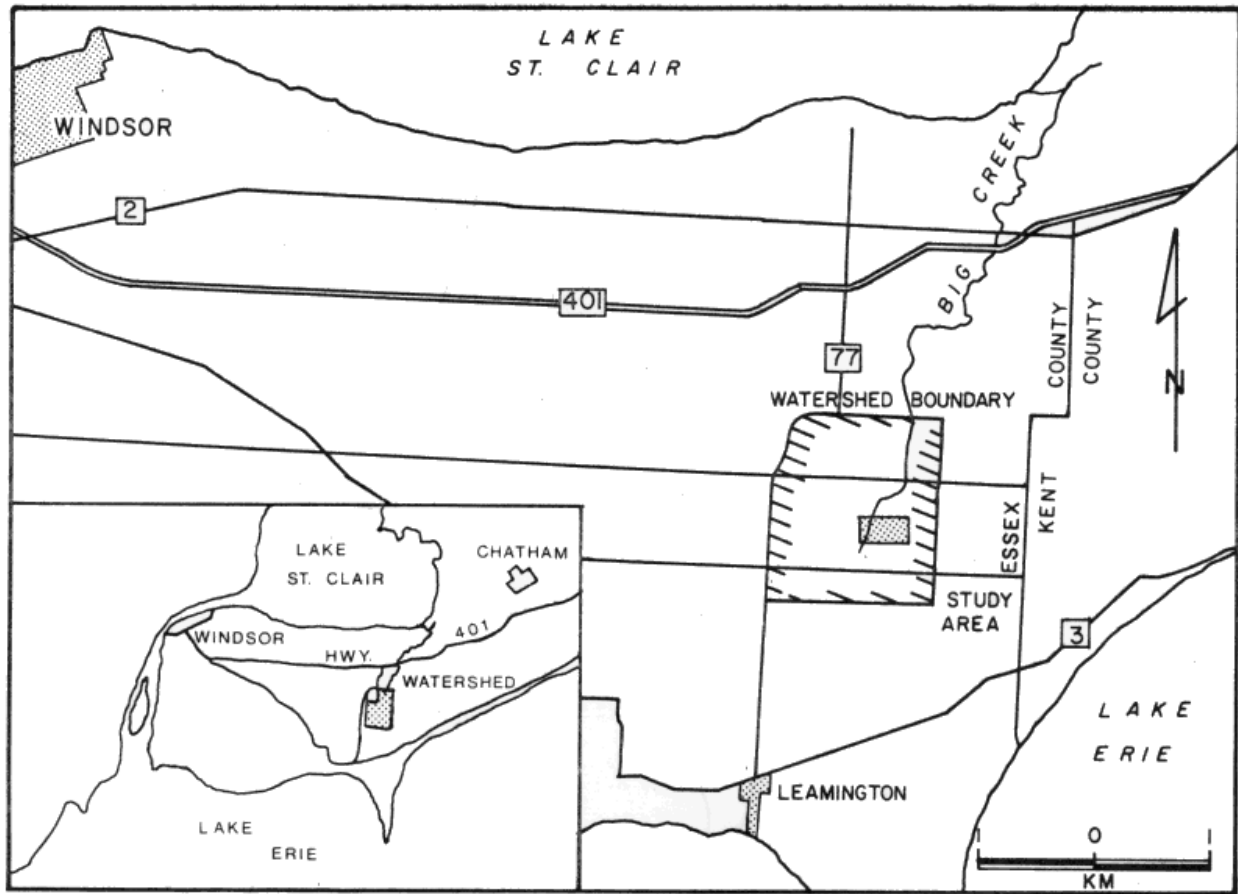 LAKE
ST. CLAIR
WINDSOR
CREEK
BIG
2
401
77
COUNTY
COUNTY
N
WATERSHED BOUNDARY
ESSEX
KENT
STUDY
AREA
3
LAKE
ERIE
LEAMINGTON
1 0 1
KM
LAKE
ST. CLAIR
CHATHAM
WINDSOR
HWY. 401
WATERSHED
LAKE
ERIE